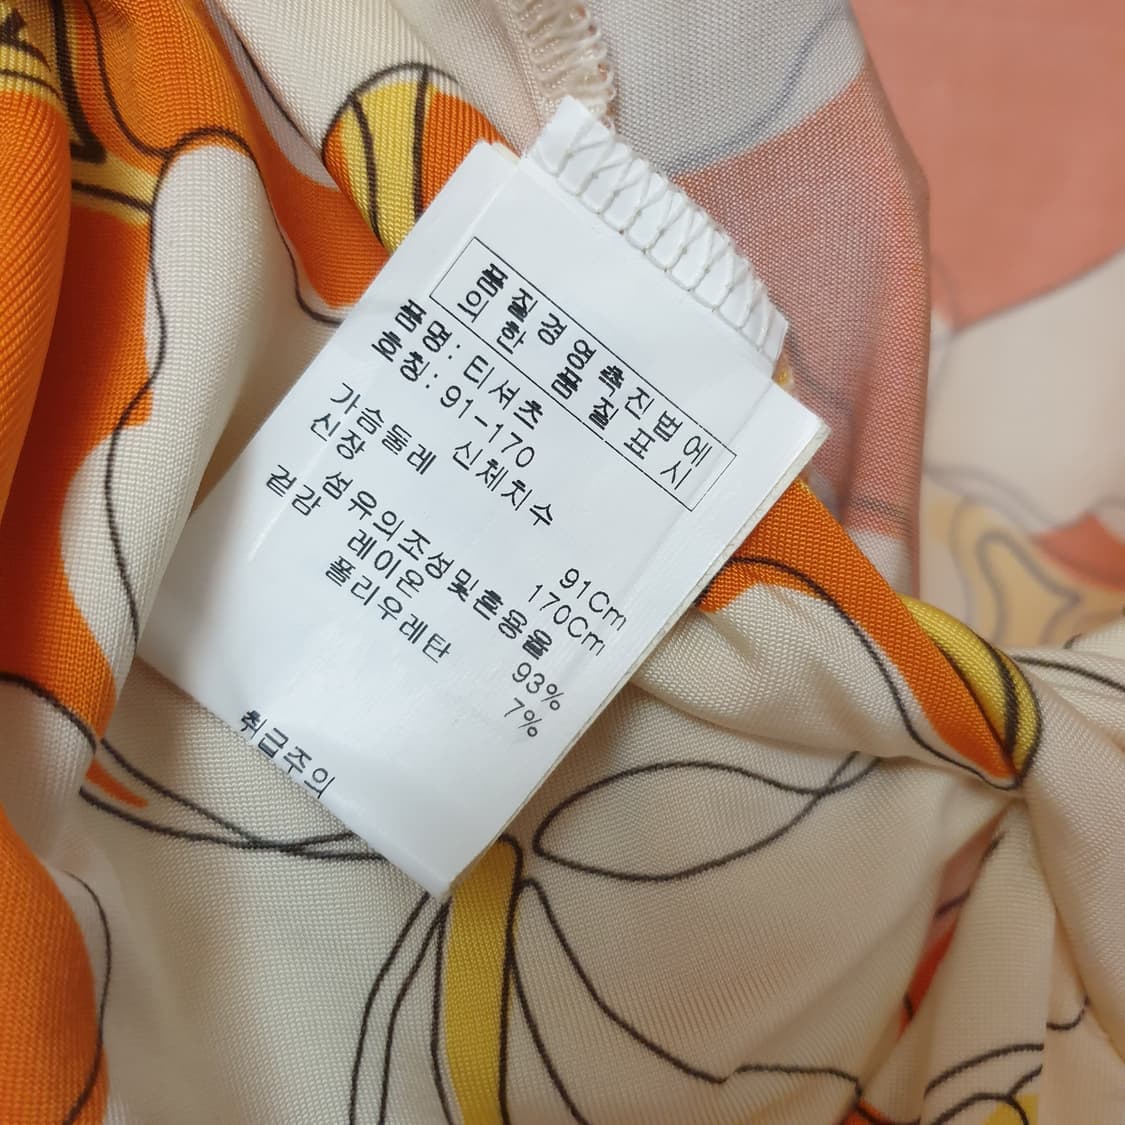 품질경영촉진법에
의한 품질표시
품명: 티셔츠
호칭: 91-170
신체치수
가슴둘레 91Cm
신장 170Cm
섬유의조성및혼용율
겉감 레이온 93%
폴리우레탄 7%
취급주의